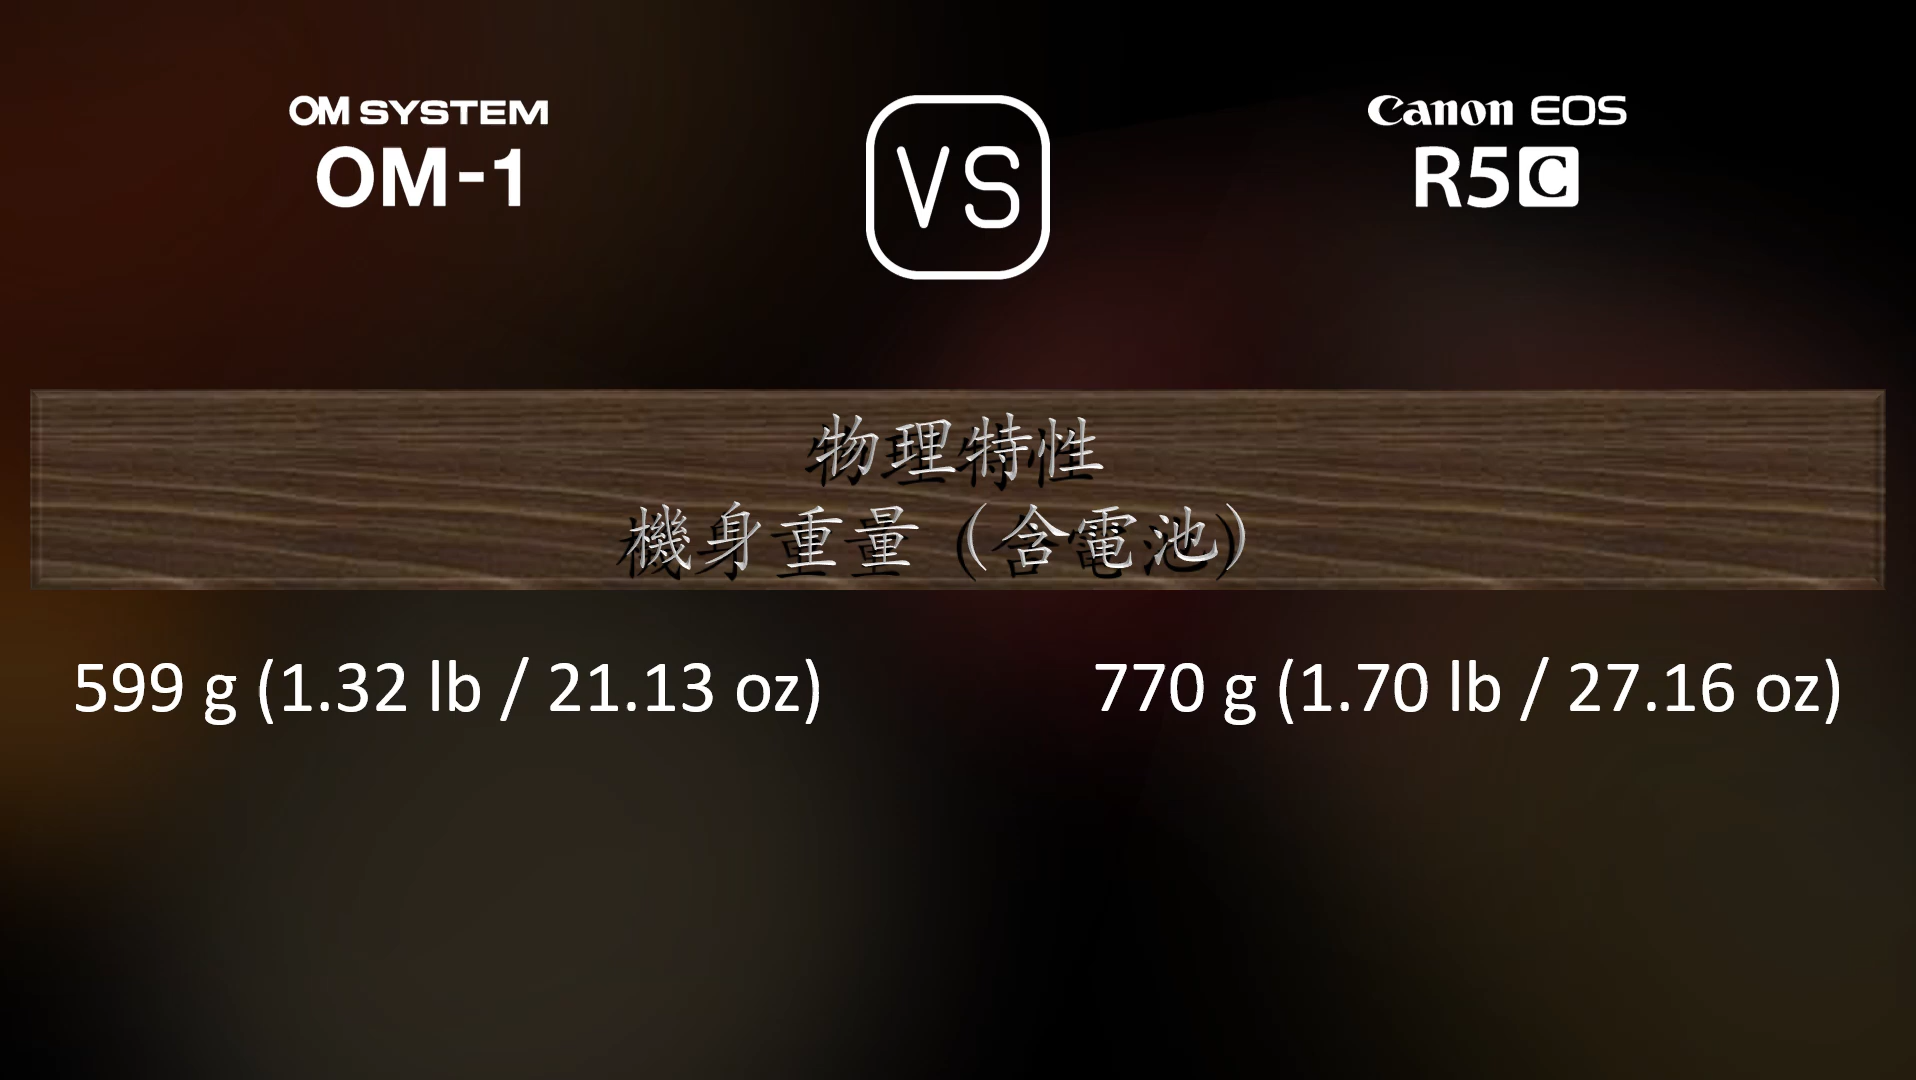 OM SYSTEM
OM-1
VS
Canon EOS
R5 C
物理特性
機身重量（含電池）
599 g (1.32 lb / 21.13 oz)
770 g (1.70 lb / 27.16 oz)